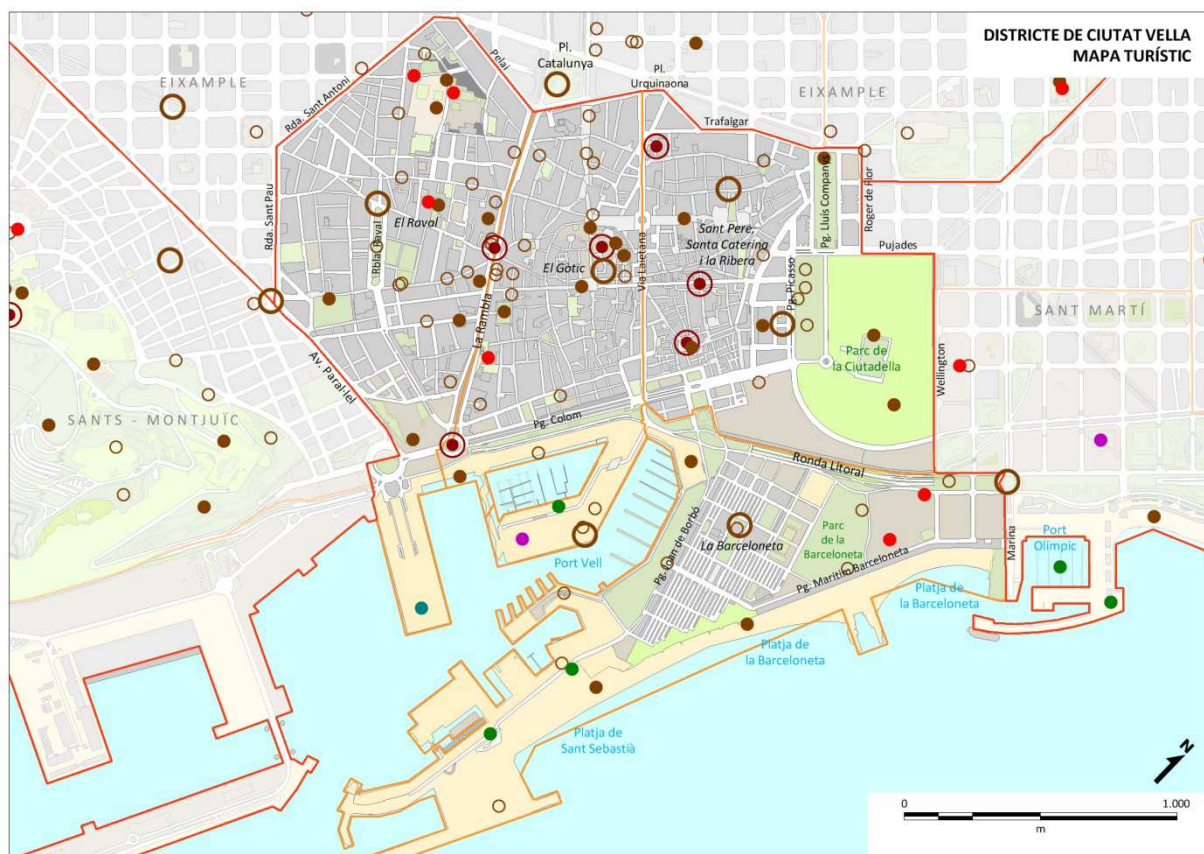 DISTRICTE DE CIUTAT VELLA
MAPA TURÍSTIC
EIXAMPLE
Rda. Sant Antoni
Pelai
Pl.
Catalunya
Pl.
Urquinaona
Trafalgar
EIXAMPLE
Rda. Sant Pau
Rbla. Raval
El Raval
La Rambla
El Gòtic
Via Laietana
Sant Pere,
Santa Caterina
i la Ribera
Pg. Picasso
Pg. Lluís Companys
Roger de Flor
Pujades
SANT MARTÍ
Parc de
la Ciutadella
Wellington
Av. Paral·lel
SANTS - MONTJUÏC
Pg. Colom
Ronda Litoral
Port Vell
Pg. Joan de Borbó
La Barceloneta
Parc
de la
Barceloneta
Pg. Marítim Barceloneta
Marina
Port
Olímpic
Platja de
la Barceloneta
Platja de
la Barceloneta
Platja de
Sant Sebastià
N
0
1.000
m